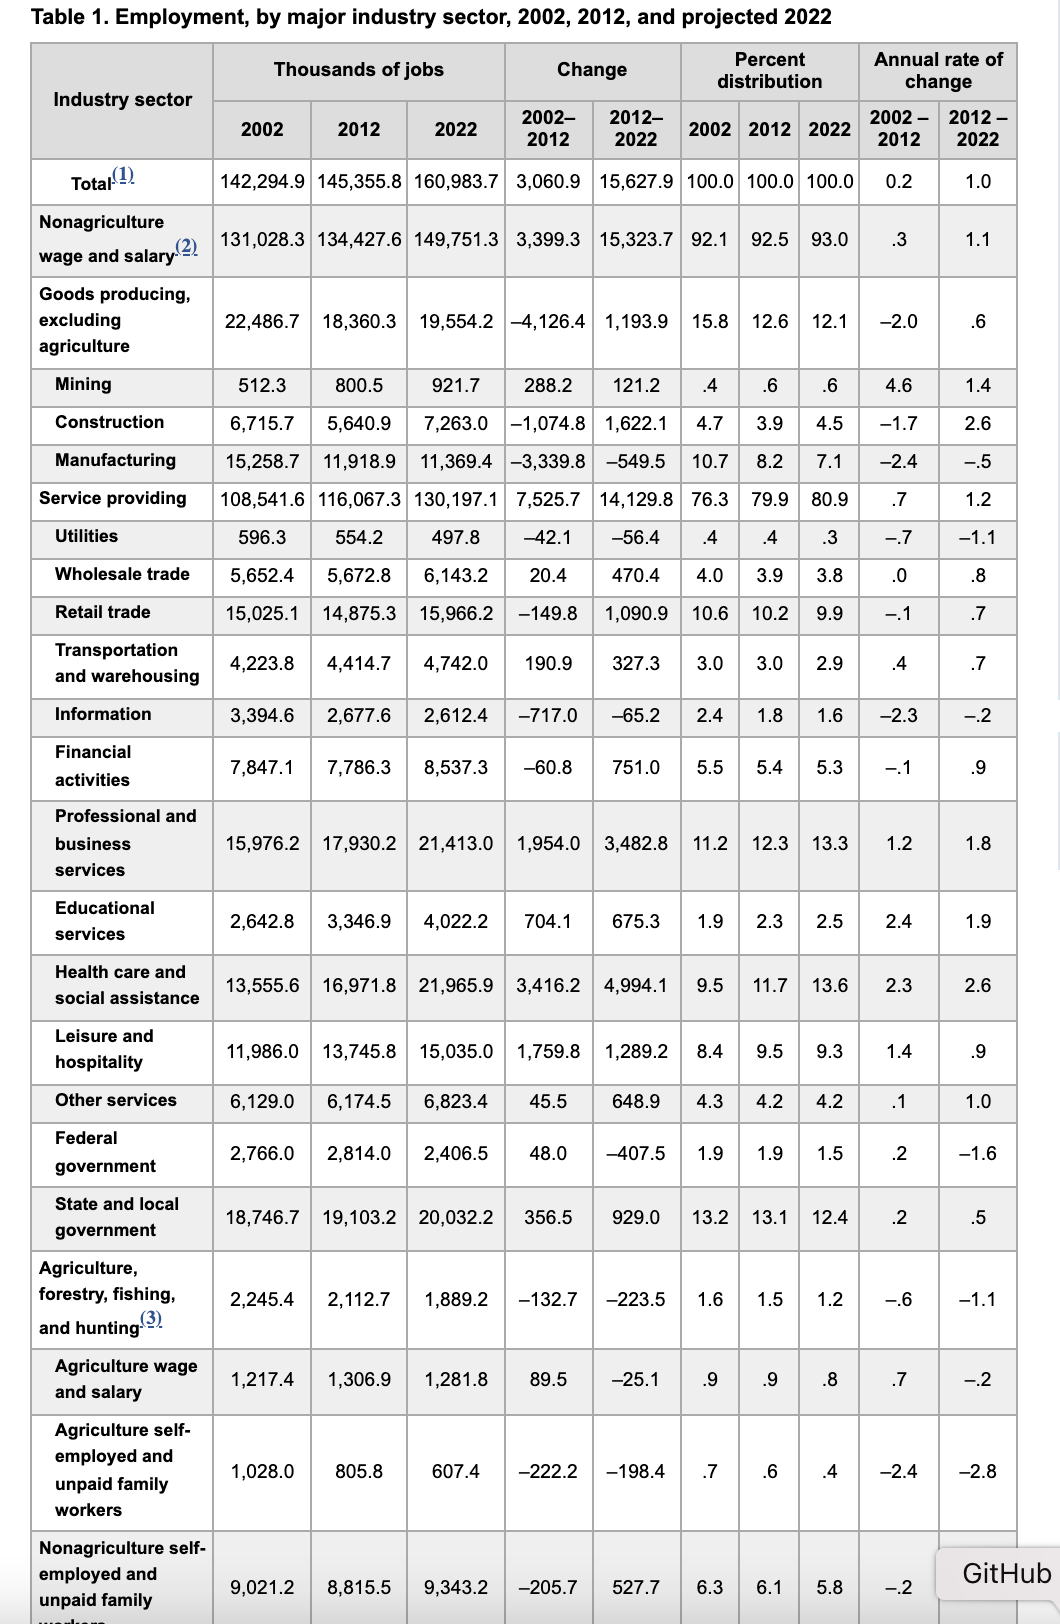 Table 1. Employment, by major industry sector, 2002, 2012, and projected 2022
Industry sector Thousands of jobs Change Percent distribution Annual rate of change
2002 2012 2022 2002–2012 2012–2022 2002 2012 2022 2002 – 2012 2012 – 2022
Total(1) 142,294.9 145,355.8 160,983.7 3,060.9 15,627.9 100.0 100.0 100.0 0.2 1.0
Nonagriculture wage and salary(2) 131,028.3 134,427.6 149,751.3 3,399.3 15,323.7 92.1 92.5 93.0 .3 1.1
Goods producing, excluding agriculture 22,486.7 18,360.3 19,554.2 –4,126.4 1,193.9 15.8 12.6 12.1 –2.0 .6
Mining 512.3 800.5 921.7 288.2 121.2 .4 .6 .6 4.6 1.4
Construction 6,715.7 5,640.9 7,263.0 –1,074.8 1,622.1 4.7 3.9 4.5 –1.7 2.6
Manufacturing 15,258.7 11,918.9 11,369.4 –3,339.8 –549.5 10.7 8.2 7.1 –2.4 –.5
Service providing 108,541.6 116,067.3 130,197.1 7,525.7 14,129.8 76.3 79.9 80.9 .7 1.2
Utilities 596.3 554.2 497.8 –42.1 –56.4 .4 .4 .3 –.7 –1.1
Wholesale trade 5,652.4 5,672.8 6,143.2 20.4 470.4 4.0 3.9 3.8 .0 .8
Retail trade 15,025.1 14,875.3 15,966.2 –149.8 1,090.9 10.6 10.2 9.9 –.1 .7
Transportation and warehousing 4,223.8 4,414.7 4,742.0 190.9 327.3 3.0 3.0 2.9 .4 .7
Information 3,394.6 2,677.6 2,612.4 –717.0 –65.2 2.4 1.8 1.6 –2.3 –.2
Financial activities 7,847.1 7,786.3 8,537.3 –60.8 751.0 5.5 5.4 5.3 –.1 .9
Professional and business services 15,976.2 17,930.2 21,413.0 1,954.0 3,482.8 11.2 12.3 13.3 1.2 1.8
Educational services 2,642.8 3,346.9 4,022.2 704.1 675.3 1.9 2.3 2.5 2.4 1.9
Health care and social assistance 13,555.6 16,971.8 21,965.9 3,416.2 4,994.1 9.5 11.7 13.6 2.3 2.6
Leisure and hospitality 11,986.0 13,745.8 15,035.0 1,759.8 1,289.2 8.4 9.5 9.3 1.4 .9
Other services 6,129.0 6,174.5 6,823.4 45.5 648.9 4.3 4.2 4.2 .1 1.0
Federal government 2,766.0 2,814.0 2,406.5 48.0 –407.5 1.9 1.9 1.5 .2 –1.6
State and local government 18,746.7 19,103.2 20,032.2 356.5 929.0 13.2 13.1 12.4 .2 .5
Agriculture, forestry, fishing, and hunting(3) 2,245.4 2,112.7 1,889.2 –132.7 –223.5 1.6 1.5 1.2 –.6 –1.1
Agriculture wage and salary 1,217.4 1,306.9 1,281.8 89.5 –25.1 .9 .9 .8 .7 –.2
Agriculture self-employed and unpaid family workers 1,028.0 805.8 607.4 –222.2 –198.4 .7 .6 .4 –2.4 –2.8
Nonagriculture self-employed and unpaid family 9,021.2 8,815.5 9,343.2 –205.7 527.7 6.3 6.1 5.8 –.2
GitHub